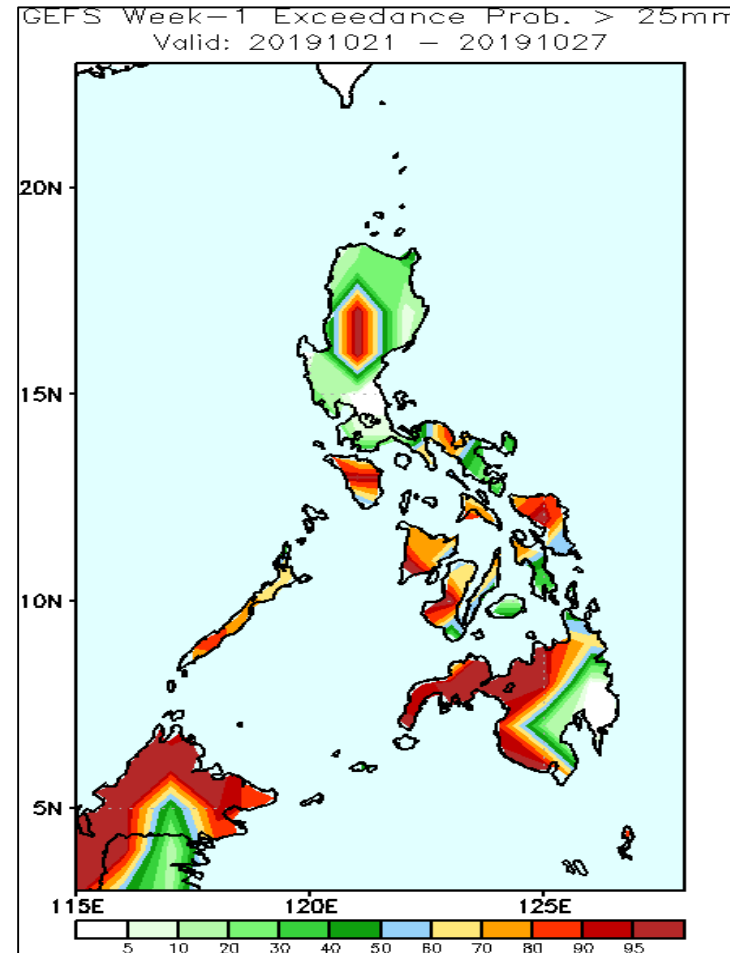 GEFS Week-1 Exceedance Prob. > 25mm
Valid: 20191021 - 20191027
20N
15N
10N
5N
115E 120E 125E
5 10 20 30 40 50 60 70 80 90 95